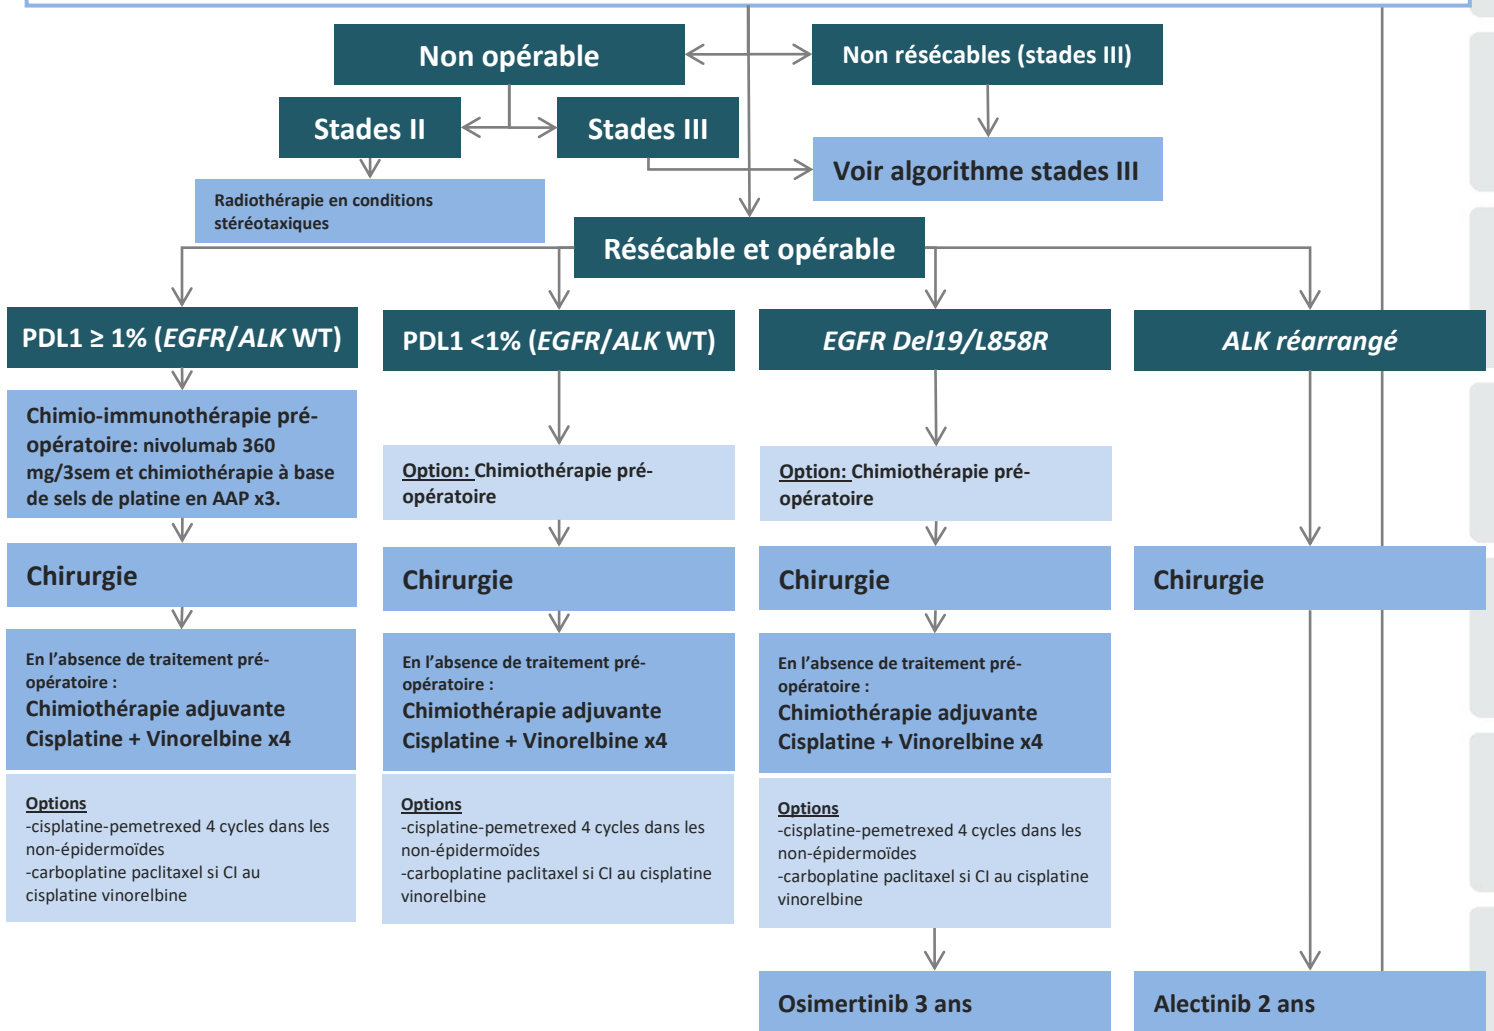 Non opérable
Non résécables (stades III)
Stades II
Stades III
Voir algorithme stades III
Radiothérapie en conditions
stéréotaxiques
Résécable et opérable
PDL1 ≥ 1% (EGFR/ALK WT)
PDL1 <1% (EGFR/ALK WT)
EGFR Del19/L858R
ALK réarrangé
Chimio-immunothérapie pré-
opératoire: nivolumab 360
mg/3sem et chimiothérapie à base
de sels de platine en AAP x3.
Option: Chimiothérapie pré-
opératoire
Option: Chimiothérapie pré-
opératoire
Chirurgie
Chirurgie
Chirurgie
Chirurgie
En l'absence de traitement pré-
opératoire :
Chimiothérapie adjuvante
Cisplatine + Vinorelbine x4
En l'absence de traitement pré-
opératoire :
Chimiothérapie adjuvante
Cisplatine + Vinorelbine x4
En l'absence de traitement pré-
opératoire :
Chimiothérapie adjuvante
Cisplatine + Vinorelbine x4
Options
-cisplatine-pemetrexed 4 cycles dans les
non-épidermoïdes
-carboplatine paclitaxel si CI au
cisplatine vinorelbine
Options
-cisplatine-pemetrexed 4 cycles dans les
non-épidermoïdes
-carboplatine paclitaxel si CI au cisplatine
vinorelbine
Options
-cisplatine-pemetrexed 4 cycles dans les
non-épidermoïdes
-carboplatine paclitaxel si CI au cisplatine
vinorelbine
Osimertinib 3 ans
Alectinib 2 ans